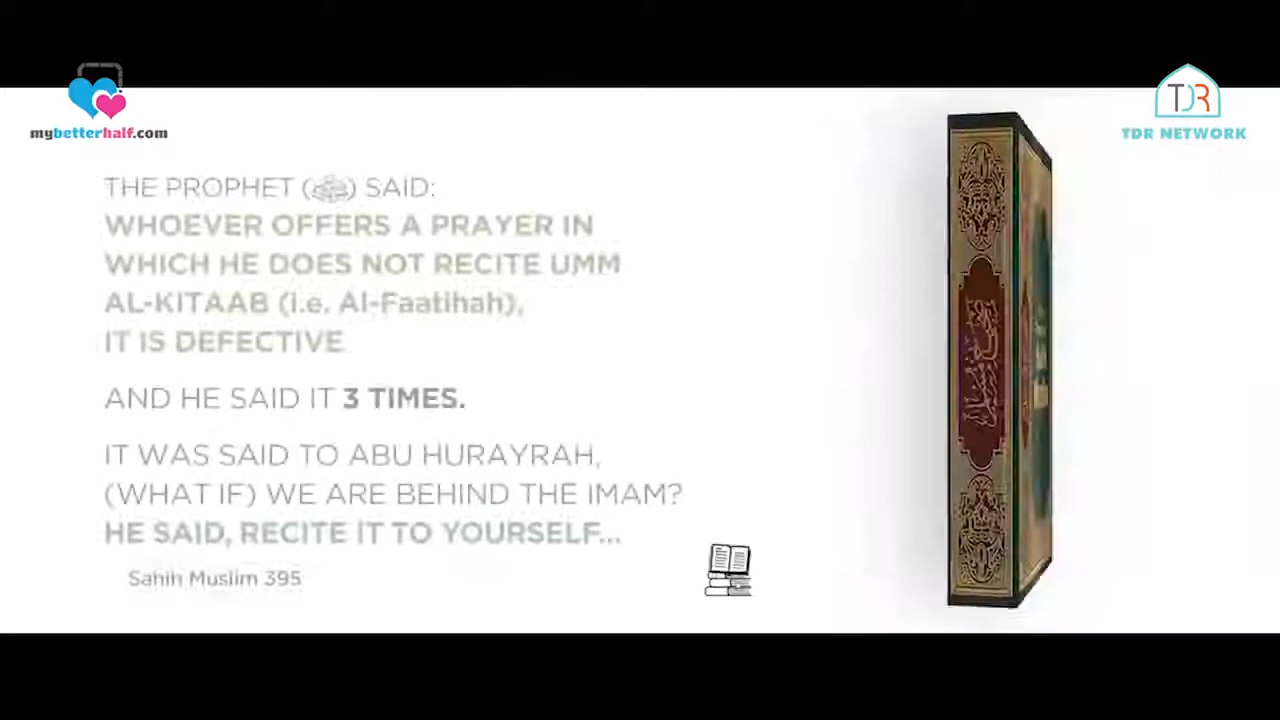 mybetterhalf.com
TDR
TDR NETWORK
THE PROPHET (ﷺ) SAID:
WHOEVER OFFERS A PRAYER IN
WHICH HE DOES NOT RECITE UMM
AL-KITAAB (i.e. Al-Faatihah),
IT IS DEFECTIVE
AND HE SAID IT 3 TIMES.
IT WAS SAID TO ABU HURAYRAH,
(WHAT IF) WE ARE BEHIND THE IMAM?
HE SAID, RECITE IT TO YOURSELF...
Sahih Muslim 395
صحيح مسلم